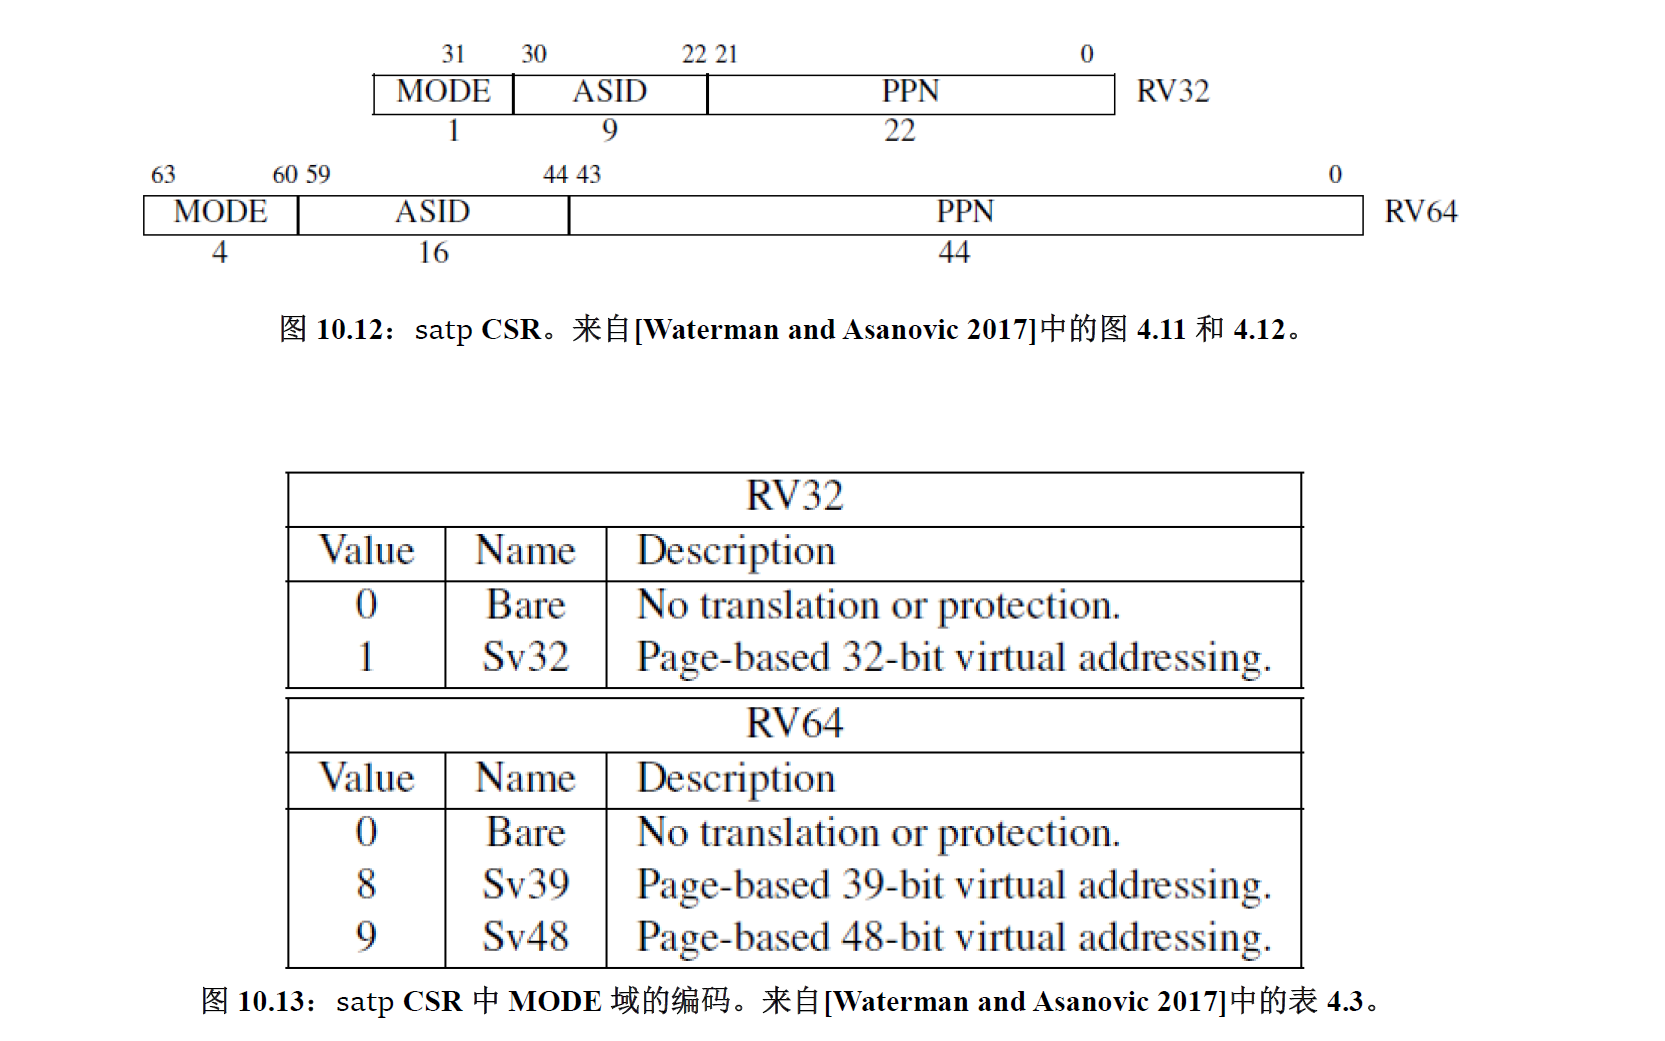 31 30 22 21 0
MODE ASID PPN RV32
1 9 22
63 60 59 44 43 0
MODE ASID PPN RV64
4 16 44
图 10.12：satp CSR。来自[Waterman and Asanovic 2017]中的图 4.11 和 4.12。
RV32
Value Name Description
0 Bare No translation or protection.
1 Sv32 Page-based 32-bit virtual addressing.
RV64
Value Name Description
0 Bare No translation or protection.
8 Sv39 Page-based 39-bit virtual addressing.
9 Sv48 Page-based 48-bit virtual addressing.
图 10.13：satp CSR 中 MODE 域的编码。来自[Waterman and Asanovic 2017]中的表 4.3。